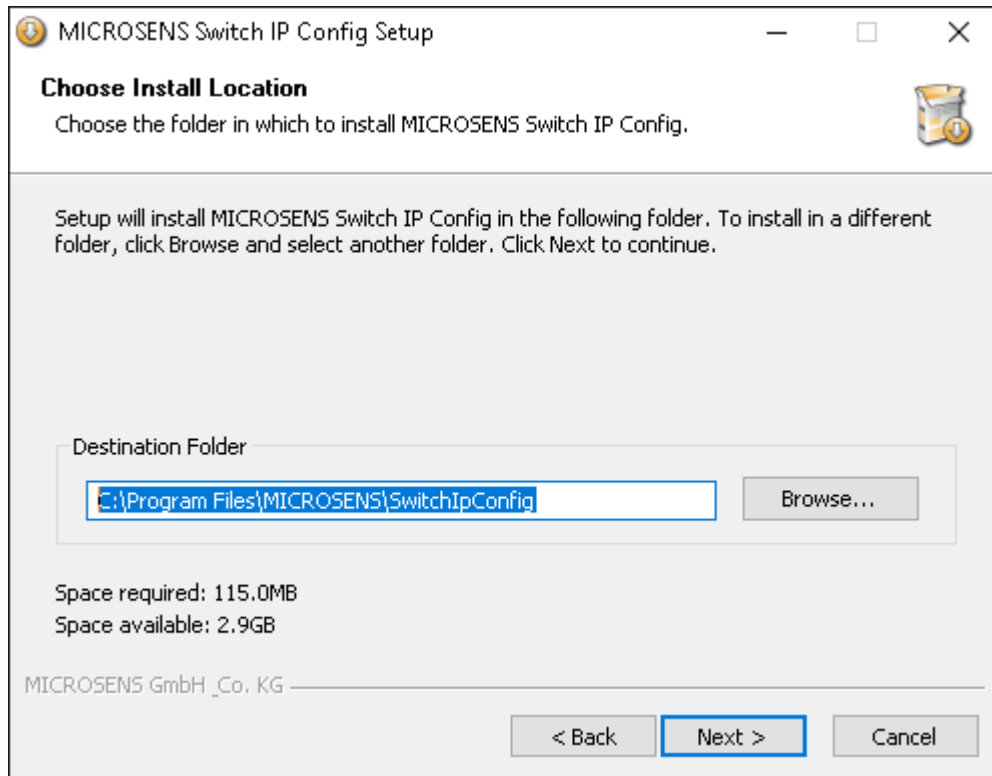 MICROSENS Switch IP Config Setup
Choose Install Location
Choose the folder in which to install MICROSENS Switch IP Config.
Setup will install MICROSENS Switch IP Config in the following folder. To install in a different
folder, click Browse and select another folder. Click Next to continue.
Destination Folder
C:\Program Files\MICROSENS\SwitchIpConfig
Browse...
Space required: 115.0MB
Space available: 2.9GB
MICROSENS GmbH _Co. KG
< Back
Next >
Cancel